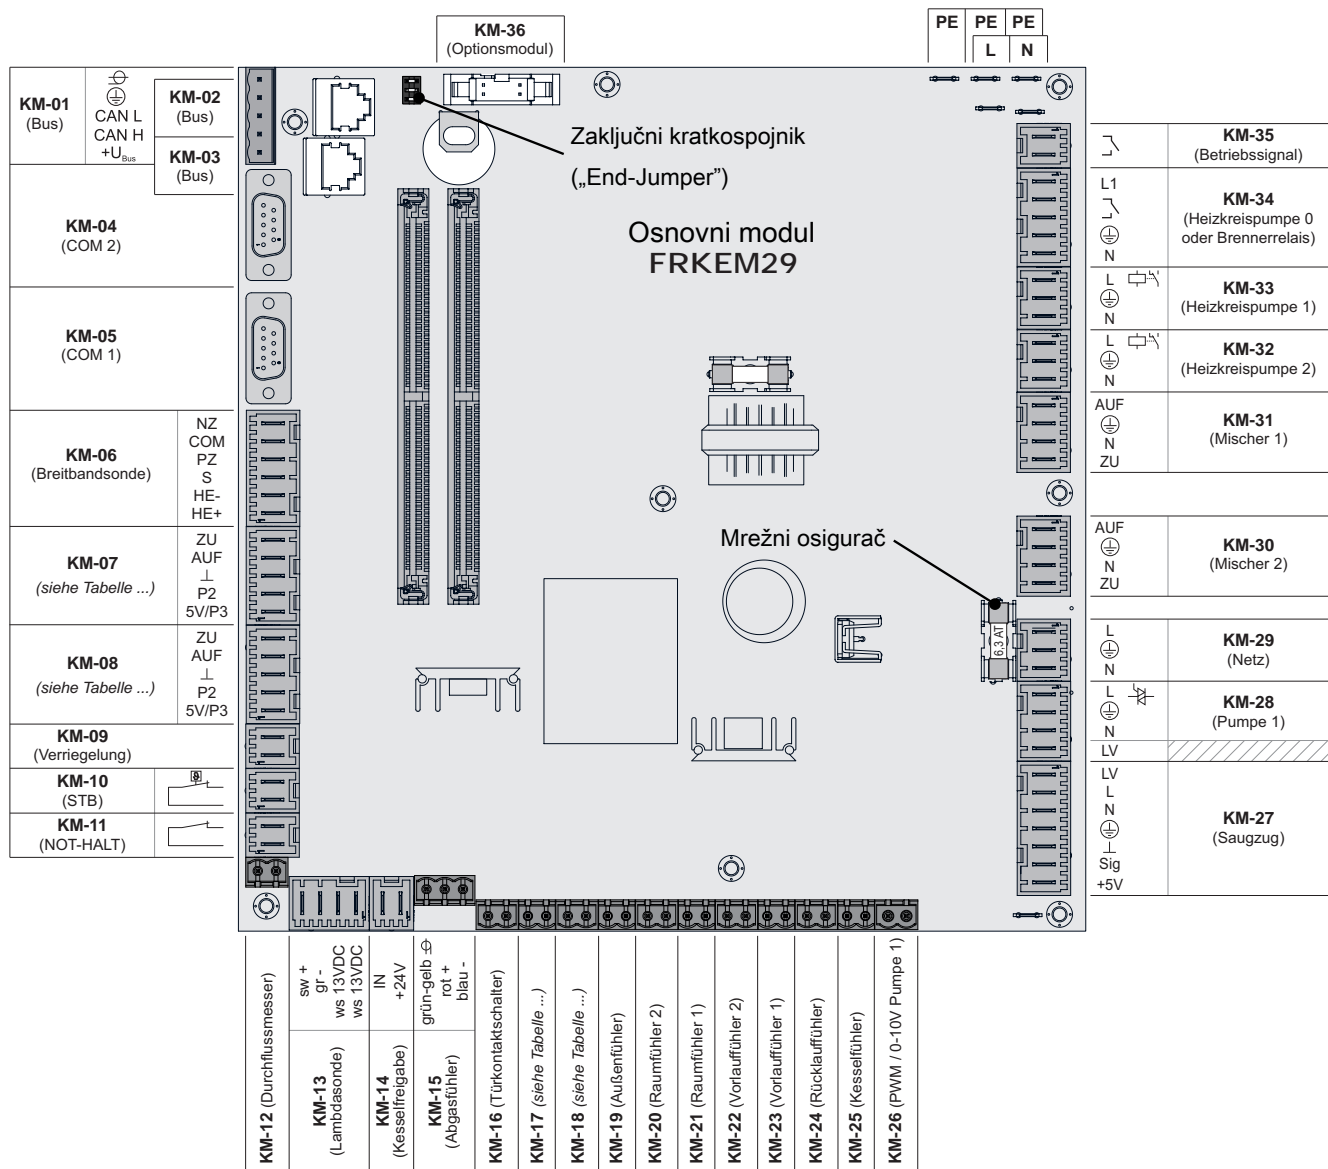 KM-36
(Optionsmodul)
PE PE PE
L N
KM-01
(Bus)
CAN L
CAN H
+U Bus
KM-02
(Bus)
KM-03
(Bus)
KM-04
(COM 2)
KM-05
(COM 1)
KM-06
(Breitbandsonde)
NZ
COM
PZ
S
HE-
HE+
KM-07
(siehe Tabelle ...)
ZU
AUF
⊥
P2
5V/P3
KM-08
(siehe Tabelle ...)
ZU
AUF
⊥
P2
5V/P3
KM-09
(Verriegelung)
KM-10
(STB)
KM-11
(NOT-HALT)
Zaključni kratkospojnik
(„End-Jumper”)
Osnovni modul
FRKEM29
Mrežni osigurač
6,3 AT
KM-35
(Betriebssignal)
L1
N
KM-34
(Heizkreispumpe 0
oder Brennerrelais)
L
N
KM-33
(Heizkreispumpe 1)
L
N
KM-32
(Heizkreispumpe 2)
AUF
N
ZU
KM-31
(Mischer 1)
AUF
N
ZU
KM-30
(Mischer 2)
L
N
KM-29
(Netz)
L
N
LV
KM-28
(Pumpe 1)
LV
L
N
⊥
Sig
+5V
KM-27
(Saugzug)
KM-12 (Durchflussmesser)
sw +
gr -
ws 13VDC
ws 13VDC
KM-13
(Lambdasonde)
IN
+24V
KM-14
(Kesselfreigabe)
grün-gelb
rot +
blau -
KM-15
(Abgasfühler)
KM-16 (Türkontaktschalter)
KM-17 (siehe Tabelle ...)
KM-18 (siehe Tabelle ...)
KM-19 (Außenfühler)
KM-20 (Raumfühler 2)
KM-21 (Raumfühler 1)
KM-22 (Vorlauffühler 2)
KM-23 (Vorlauffühler 1)
KM-24 (Rücklauffühler)
KM-25 (Kesselfühler)
KM-26 (PWM / 0-10V Pumpe 1)